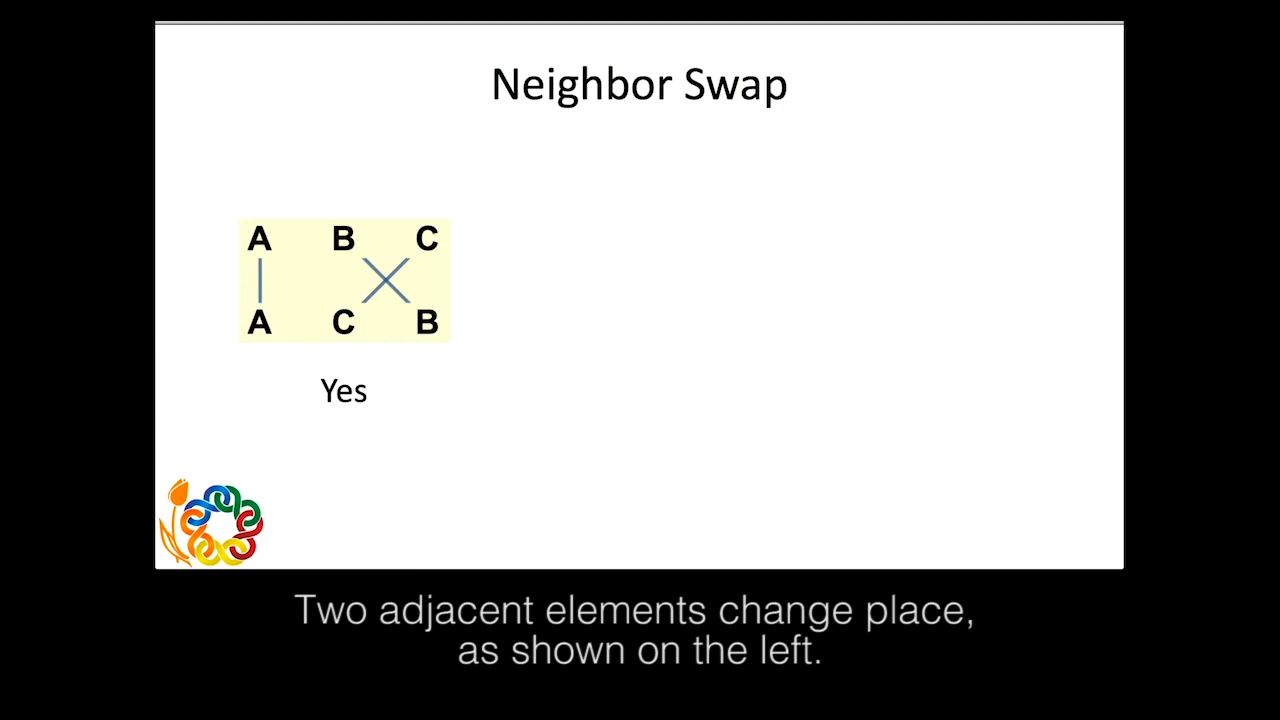 Neighbor Swap
A B C
A C B
Yes
Two adjacent elements change place,
as shown on the left.